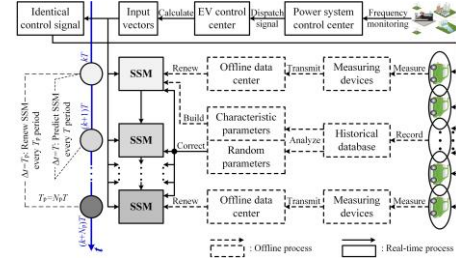 Identical
control signal
Input
vectors
Calculate
EV control
center
Dispatch
signal
Power system
control center
Frequency
monitoring
kT
SSM
Renew
Offline data
center
Transmit
Measuring
devices
Measure
Δt=TP: Renew SSM
every TP period
Δt=T: Predict SSM
every T period
Build
Characteristic
parameters
(k+1)T
SSM
Correct
Random
parameters
Analyze
Historical
database
Record
TP=NPT
SSM
Renew
Offline data
center
Transmit
Measuring
devices
Measure
(k+NP)T
t
: Offline process
: Real-time process